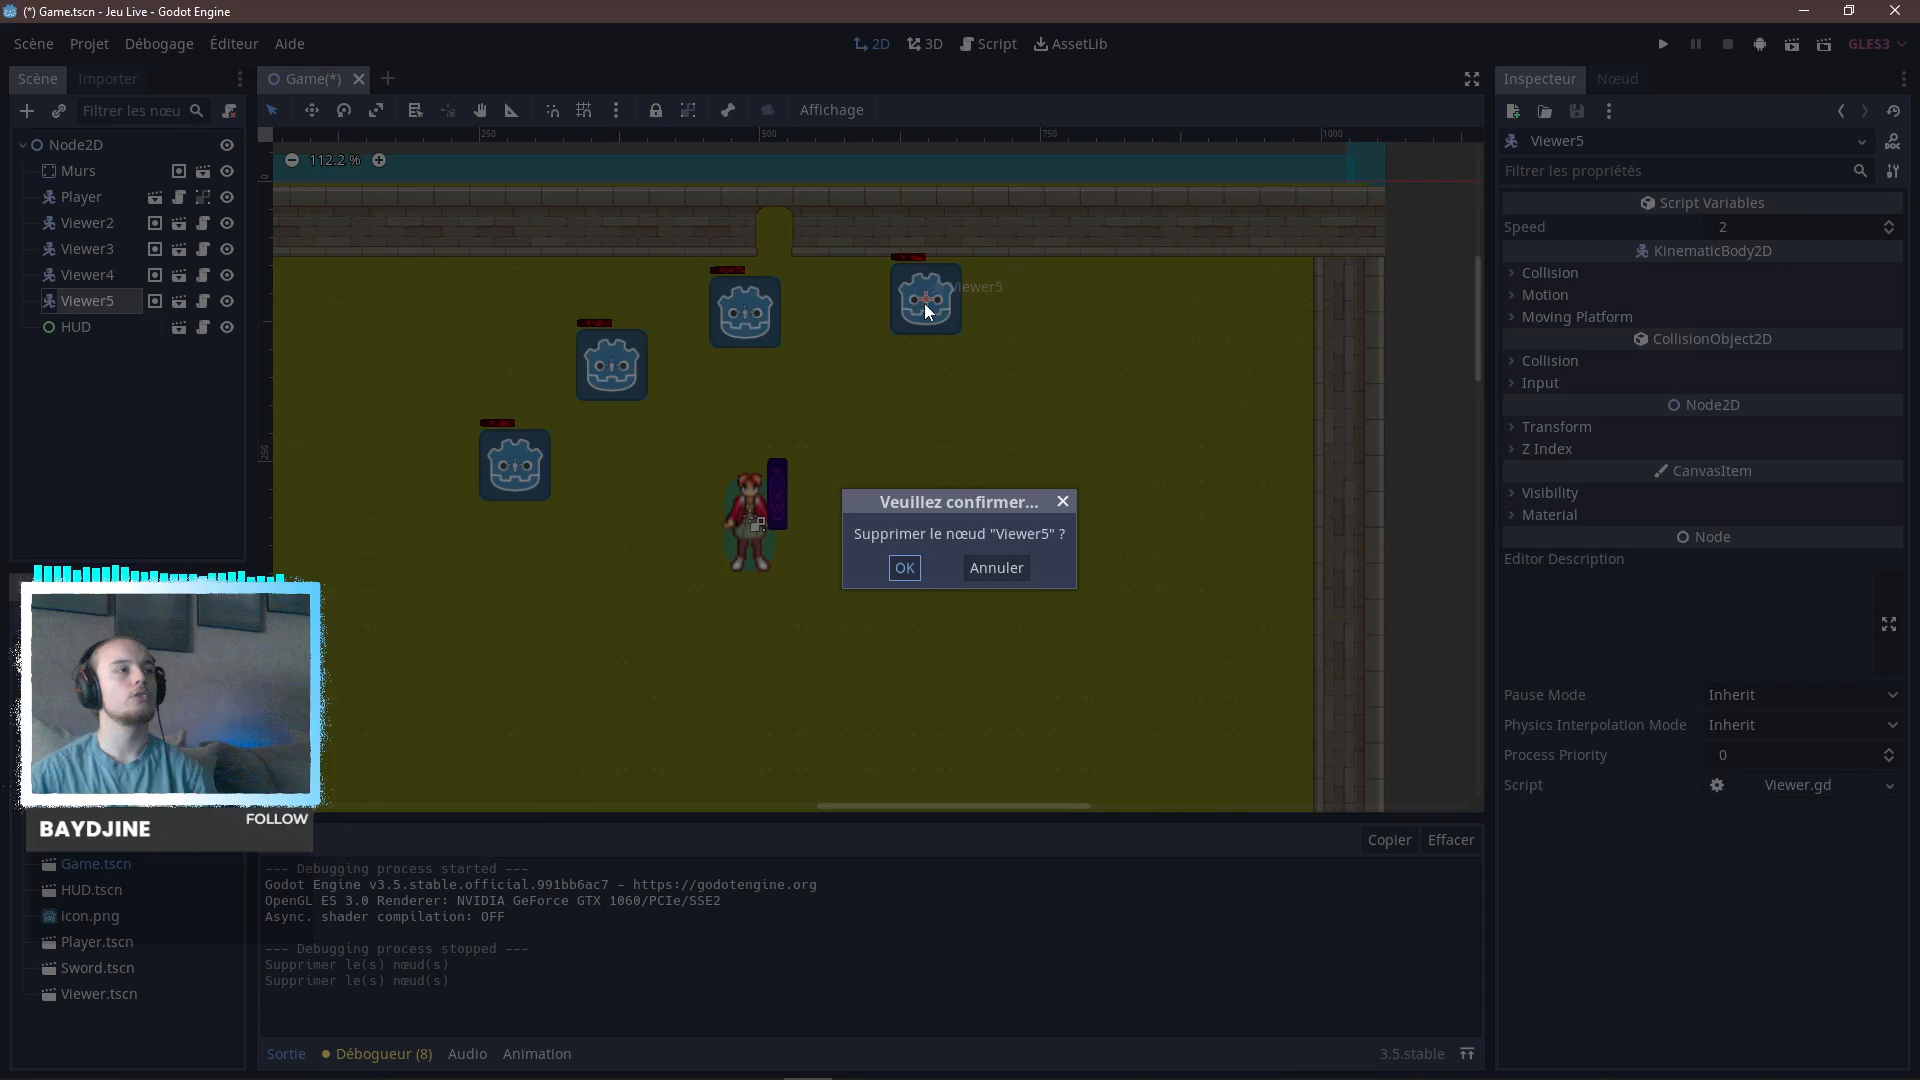 (*) Game.tscn - Jeu Live - Godot Engine
Scène Projet Débogage Éditeur Aide
2D 3D Script AssetLib
GLES3
Scène Importer
Game(*)
Inspecteur Nœud
Filtrer les nœu
Affichage
Node2D
Murs
Player
Viewer2
Viewer3
Viewer4
Viewer5
HUD
250 500 750 1000
0
250
112.2 %
Viewer5
Veuillez confirmer...
Supprimer le nœud "Viewer5" ?
OK Annuler
Viewer5
Filtrer les propriétés
Script Variables
Speed 2
KinematicBody2D
Collision
Motion
Moving Platform
CollisionObject2D
Collision
Input
Node2D
Transform
Z Index
CanvasItem
Visibility
Material
Node
Editor Description
Pause Mode Inherit
Physics Interpolation Mode Inherit
Process Priority 0
Script Viewer.gd
BAYDJINE FOLLOW
Game.tscn
HUD.tscn
icon.png
Player.tscn
Sword.tscn
Viewer.tscn
Copier Effacer
--- Debugging process started ---
Godot Engine v3.5.stable.official.991bb6ac7 - https://godotengine.org
OpenGL ES 3.0 Renderer: NVIDIA GeForce GTX 1060/PCIe/SSE2
Async. shader compilation: OFF
--- Debugging process stopped ---
Supprimer le(s) nœud(s)
Supprimer le(s) nœud(s)
Sortie Débogueur (8) Audio Animation
3.5.stable